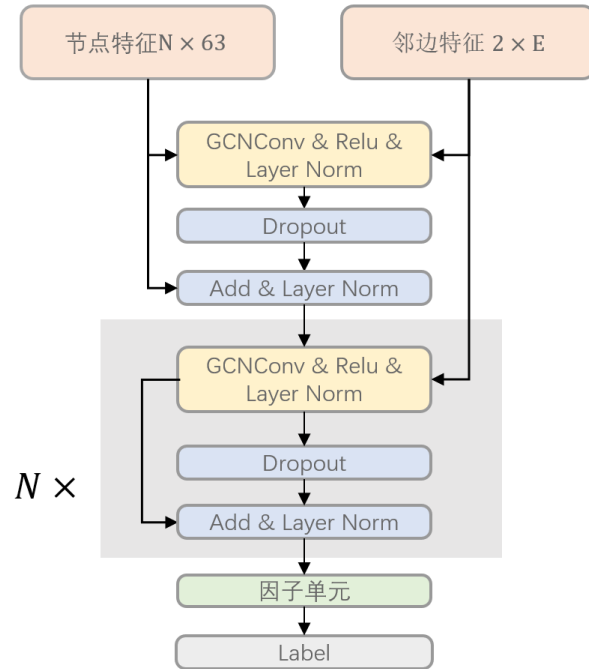 节点特征N × 63
邻边特征 2 × E
GCNConv & Relu &
Layer Norm
Dropout
Add & Layer Norm
GCNConv & Relu &
Layer Norm
Dropout
N ×
Add & Layer Norm
因子单元
Label